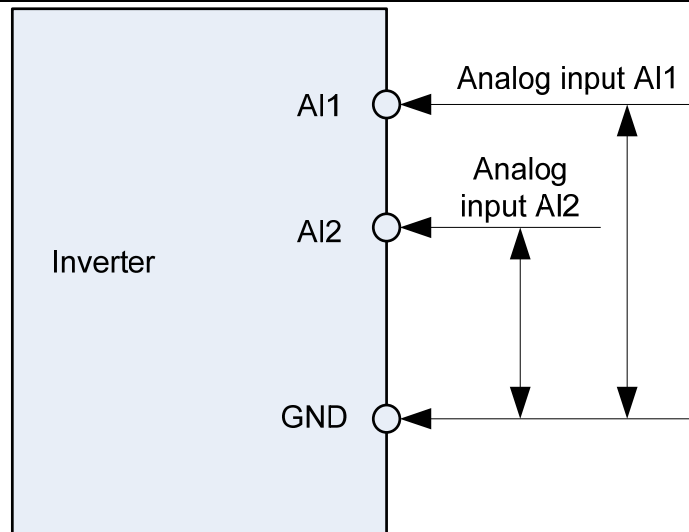 Analog input AI1
AI1
Analog
input AI2
AI2
Inverter
GND